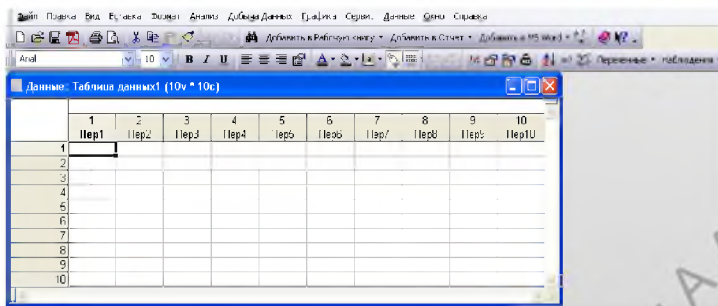 Файл Правка Вид Вставка Формат Анализ Добыча Данных Графика Сервис Данные Окно Справка
Добавить в Рабочую книгу Добавить в Отчет Добавить в MS Word
Arial 10 B I U Переменные наблюдения
Данные: Таблица данных1 (10v * 10c)
1 2 3 4 5 6 7 8 9 10
Пер1 Пер2 Пер3 Пер4 Пер5 Пер6 Пер7 Пер8 Пер9 Пер10
1
2
3
4
5
6
7
8
9
10